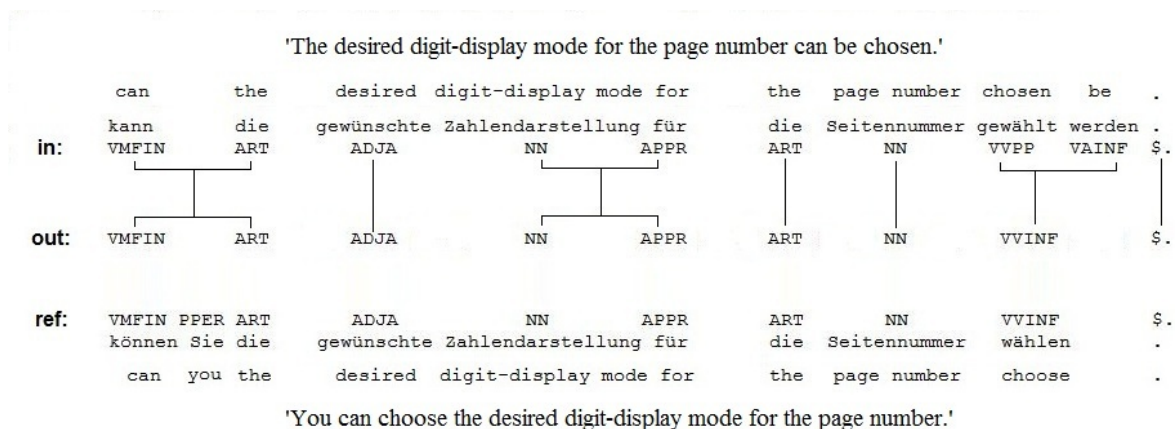 'The desired digit-display mode for the page number can be chosen.'
can the desired digit-display mode for the page number chosen be .
kann die gewünschte Zahlendarstellung für die Seitennummer gewählt werden .
in: VMFIN ART ADJA NN APPR ART NN VVPP VAINF $.
out: VMFIN ART ADJA NN APPR ART NN VVINF $.
ref: VMFIN PPER ART ADJA NN APPR ART NN VVINF $.
können Sie die gewünschte Zahlendarstellung für die Seitennummer wählen .
can you the desired digit-display mode for the page number choose .
'You can choose the desired digit-display mode for the page number.'